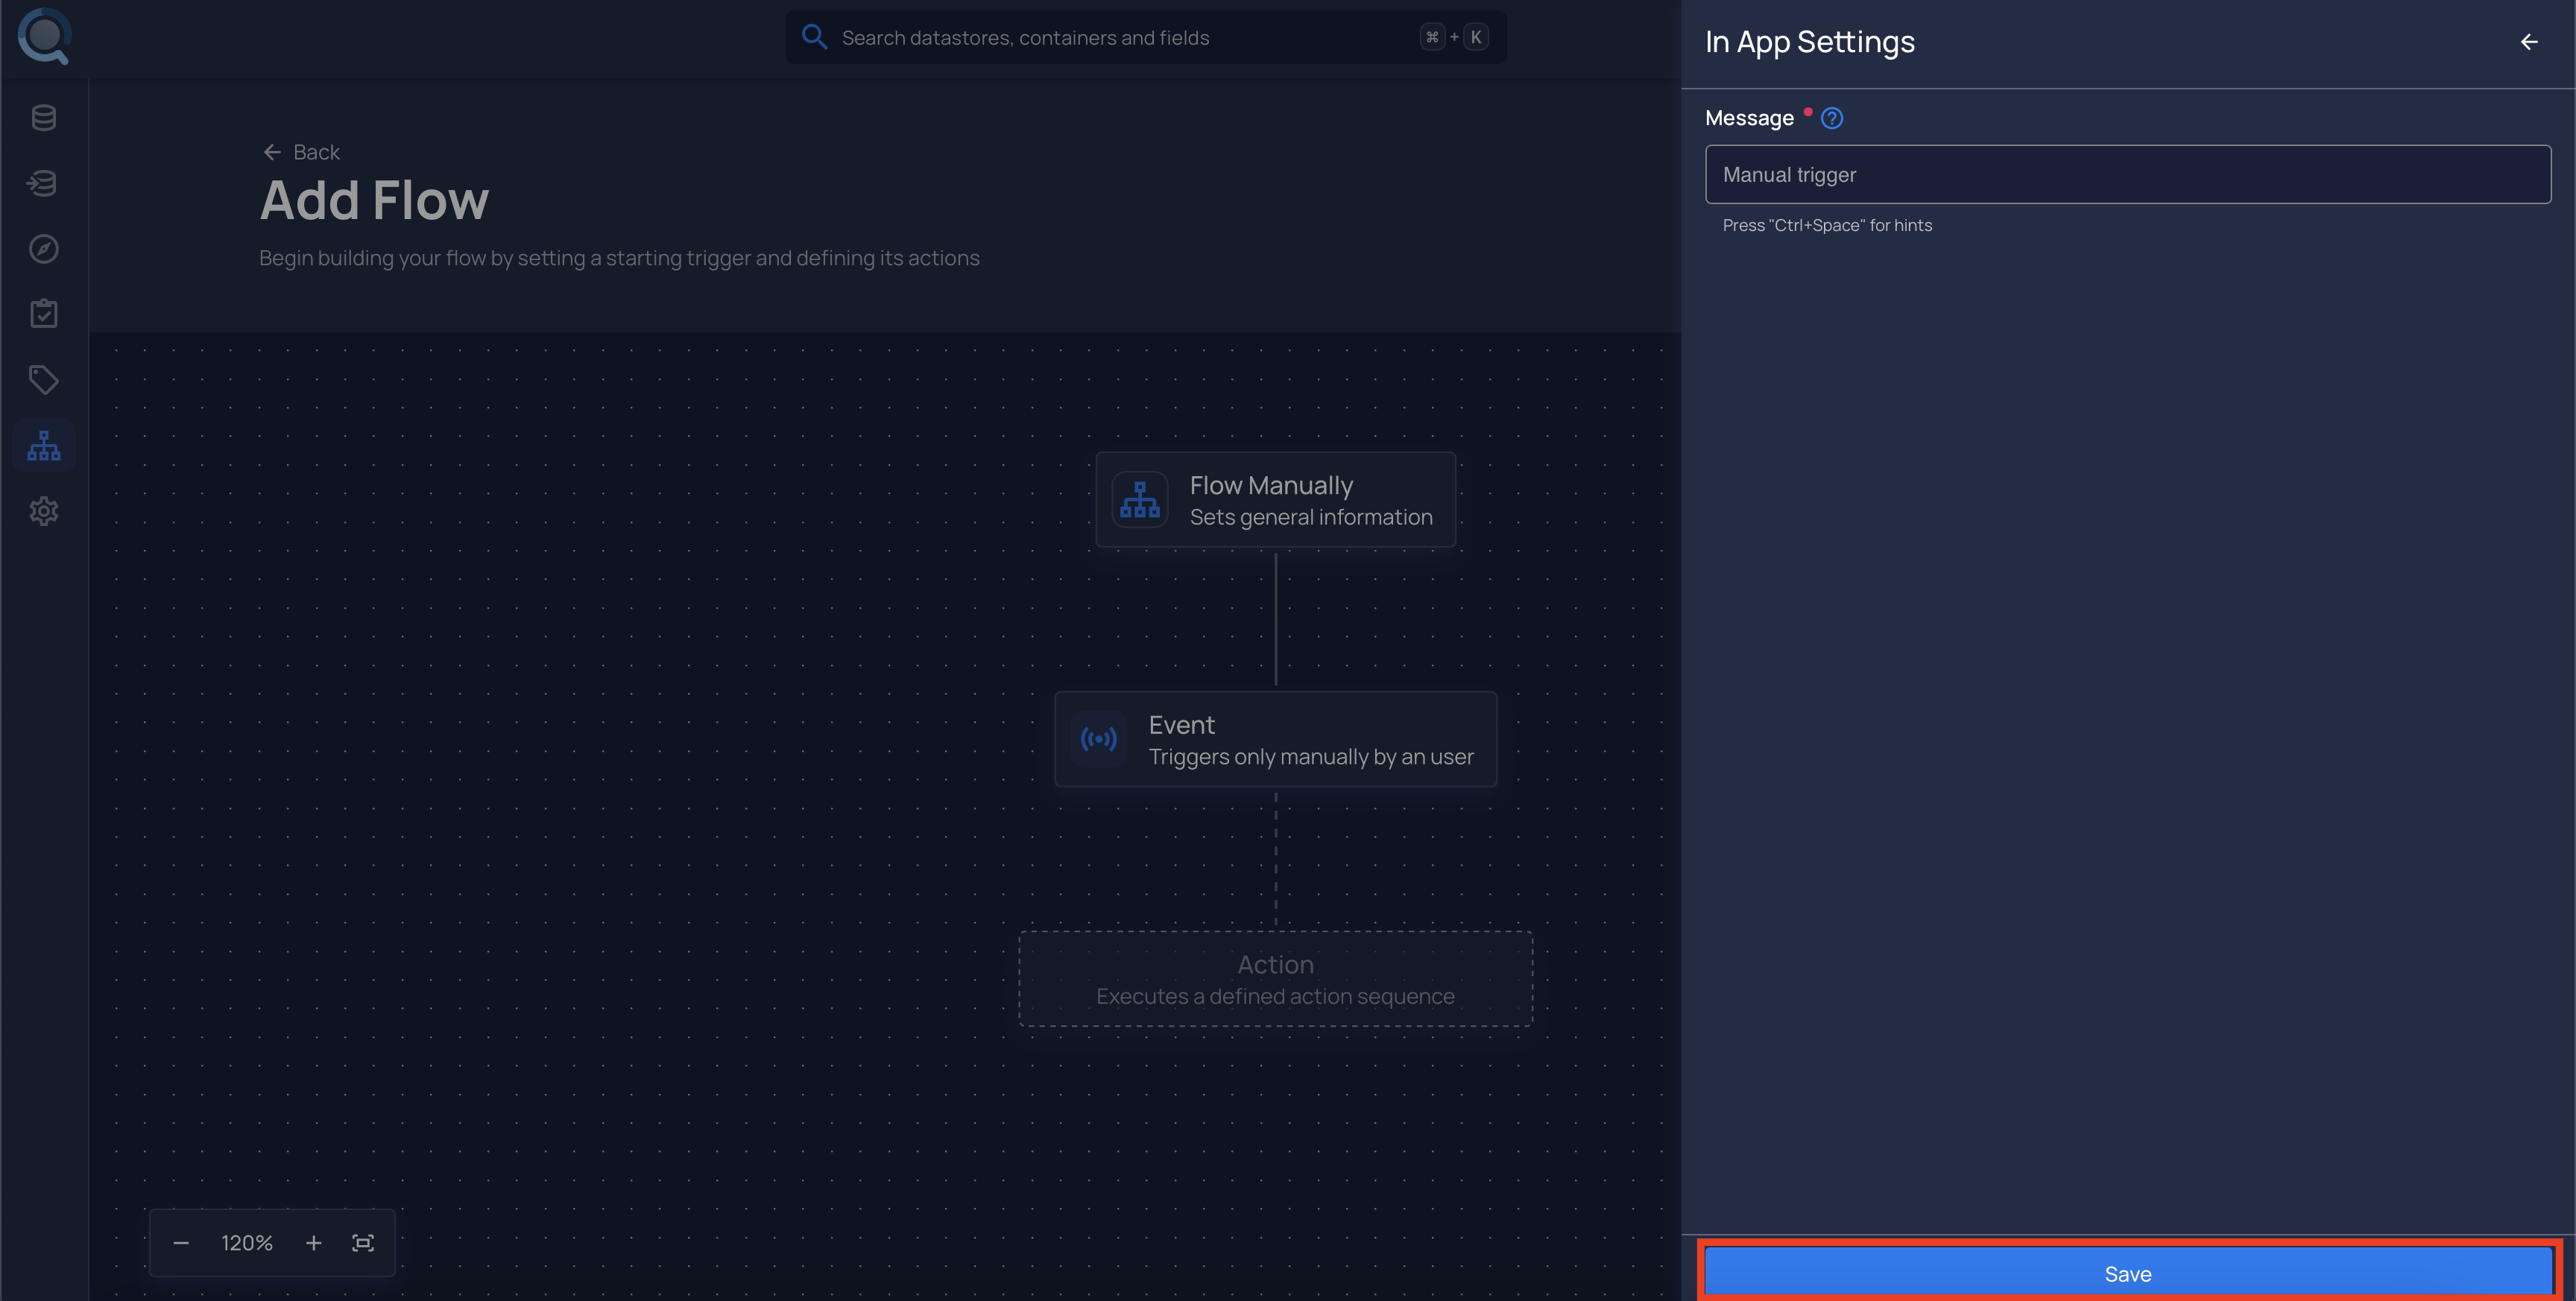 Search datastores, containers and fields
⌘ + K
In App Settings
Message
Manual trigger
Press "Ctrl+Space" for hints
Back
Add Flow
Begin building your flow by setting a starting trigger and defining its actions
Flow Manually
Sets general information
Event
Triggers only manually by an user
Action
Executes a defined action sequence
120%
Save